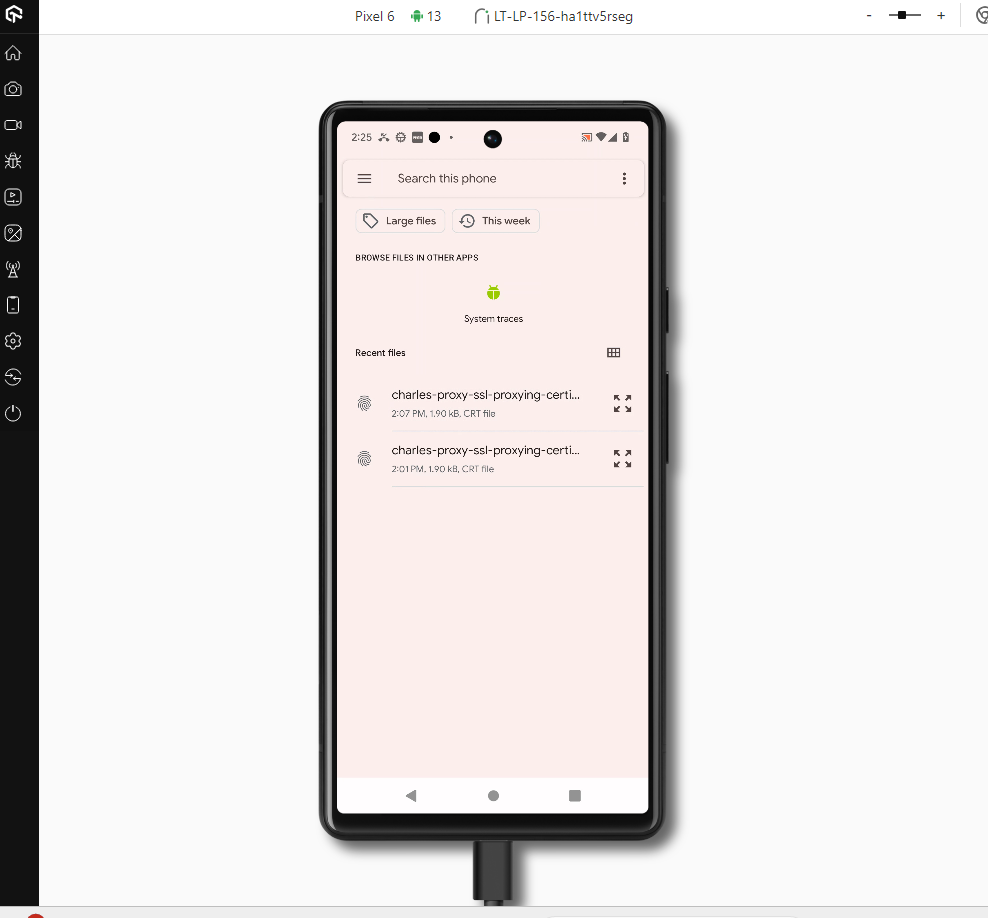 Pixel 6 13 LT-LP-156-ha1ttv5rseg - +
2:25
Search this phone
Large files This week
BROWSE FILES IN OTHER APPS
System traces
Recent files
charles-proxy-ssl-proxying-certi...
2:07 PM, 1.90 kB, CRT file
charles-proxy-ssl-proxying-certi...
2:01 PM, 1.90 kB, CRT file